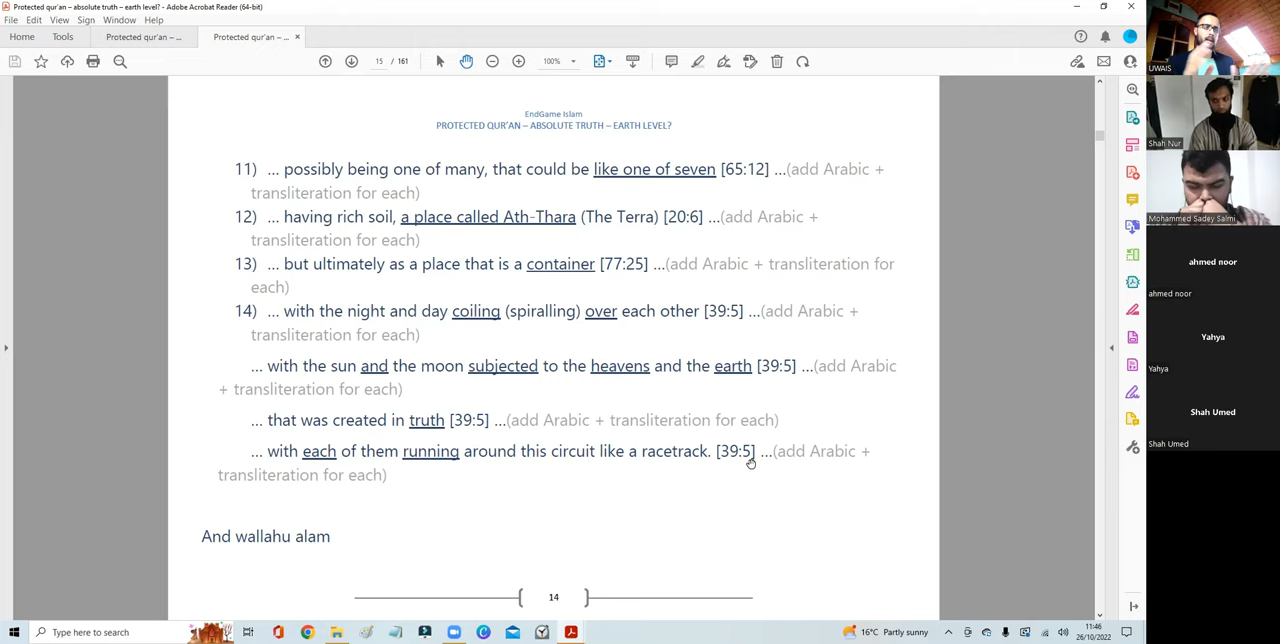 Protected qur'an – absolute truth – earth level? - Adobe Acrobat Reader (64-bit)
File Edit View Sign Window Help
Home Tools Protected qur'an – ... Protected qur'an – ... ×
15 / 161 100%
EndGame Islam
PROTECTED QUR'AN – ABSOLUTE TRUTH – EARTH LEVEL?
11) ... possibly being one of many, that could be like one of seven [65:12] ...(add Arabic +
transliteration for each)
12) ... having rich soil, a place called Ath-Thara (The Terra) [20:6] ...(add Arabic +
transliteration for each)
13) ... but ultimately as a place that is a container [77:25] ...(add Arabic + transliteration for
each)
14) ... with the night and day coiling (spiralling) over each other [39:5] ...(add Arabic +
transliteration for each)
... with the sun and the moon subjected to the heavens and the earth [39:5] ...(add Arabic
+ transliteration for each)
... that was created in truth [39:5] ...(add Arabic + transliteration for each)
... with each of them running around this circuit like a racetrack. [39:5] ...(add Arabic +
transliteration for each)
And wallahu alam
14
UWAIS
Shah Nur
Mohammed Sadey Salmi
ahmed noor
ahmed noor
Yahya
Yahya
Shah Umed
Shah Umed
Type here to search
16°C Partly sunny
11:46
26/10/2022